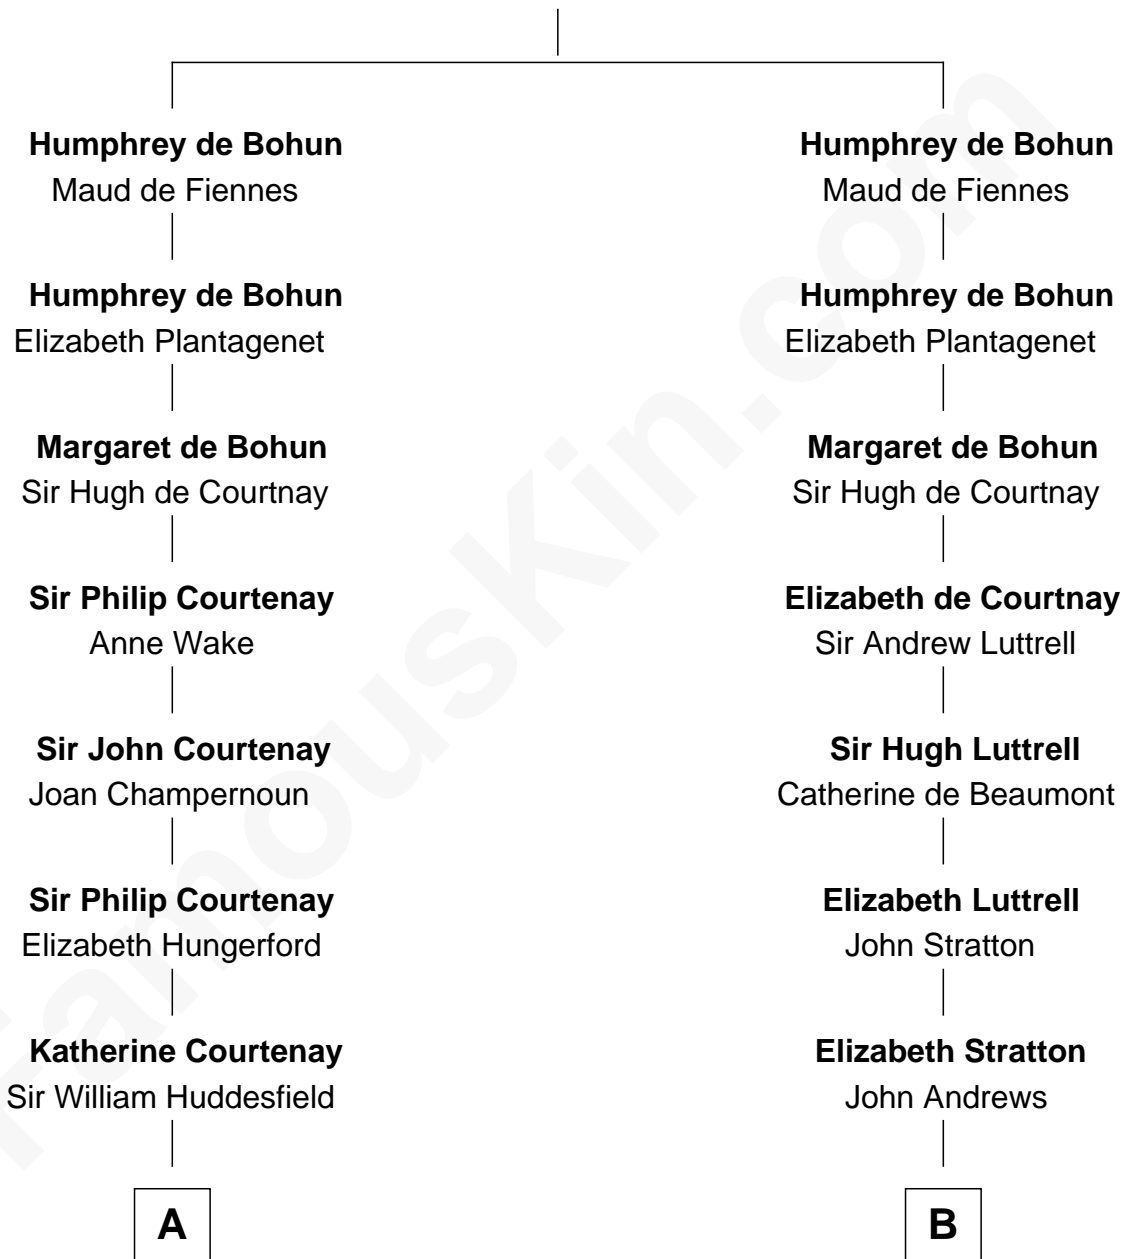 Humphrey de Bohun
Maud de Fiennes
Humphrey de Bohun
Elizabeth Plantagenet
Margaret de Bohun
Sir Hugh de Courtnay
Sir Philip Courtenay
Anne Wake
Sir John Courtenay
Joan Champernoun
Sir Philip Courtenay
Elizabeth Hungerford
Katherine Courtenay
Sir William Huddesfield
A
Humphrey de Bohun
Maud de Fiennes
Humphrey de Bohun
Elizabeth Plantagenet
Margaret de Bohun
Sir Hugh de Courtnay
Elizabeth de Courtnay
Sir Andrew Luttrell
Sir Hugh Luttrell
Catherine de Beaumont
Elizabeth Luttrell
John Stratton
Elizabeth Stratton
John Andrews
B
FamousKin.com